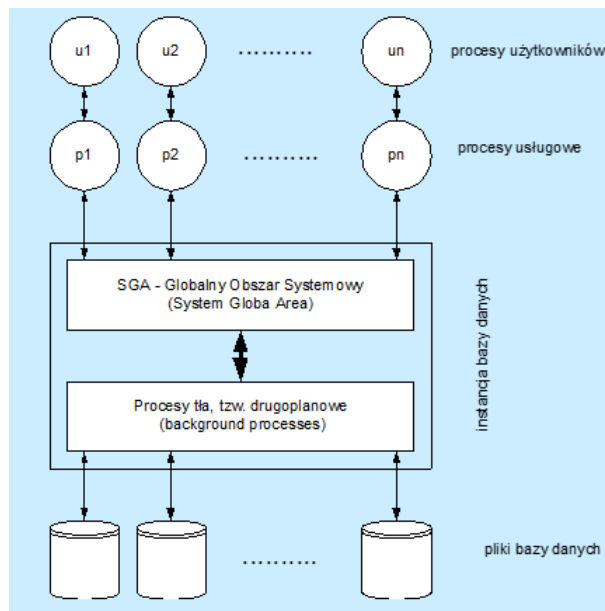 u1 u2 ......... un procesy użytkowników
p1 p2 ......... pn procesy usługowe
SGA - Globalny Obszar Systemowy
(System Globa Area)
Procesy tła, tzw. drugoplanowe
(background processes)
instancja bazy danych
.......... pliki bazy danych